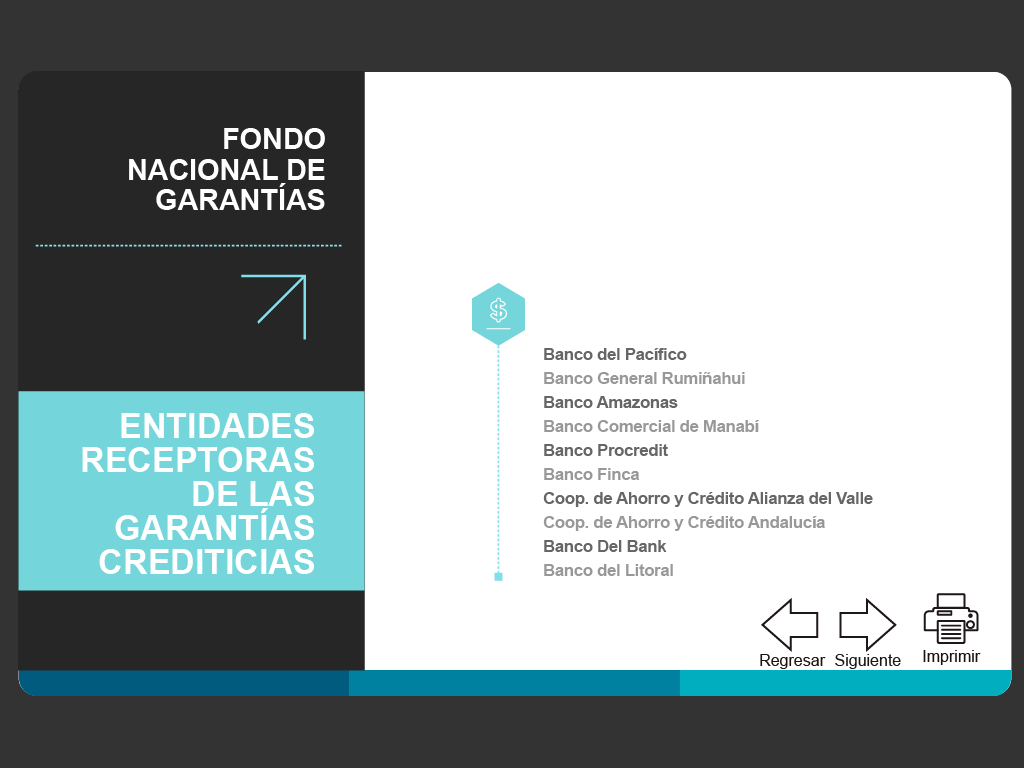 FONDO
NACIONAL DE
GARANTÍAS
ENTIDADES
RECEPTORAS
DE LAS
GARANTÍAS
CREDITICIAS
$
Banco del Pacífico
Banco General Rumiñahui
Banco Amazonas
Banco Comercial de Manabí
Banco Procredit
Banco Finca
Coop. de Ahorro y Crédito Alianza del Valle
Coop. de Ahorro y Crédito Andalucía
Banco Del Bank
Banco del Litoral
Regresar Siguiente Imprimir